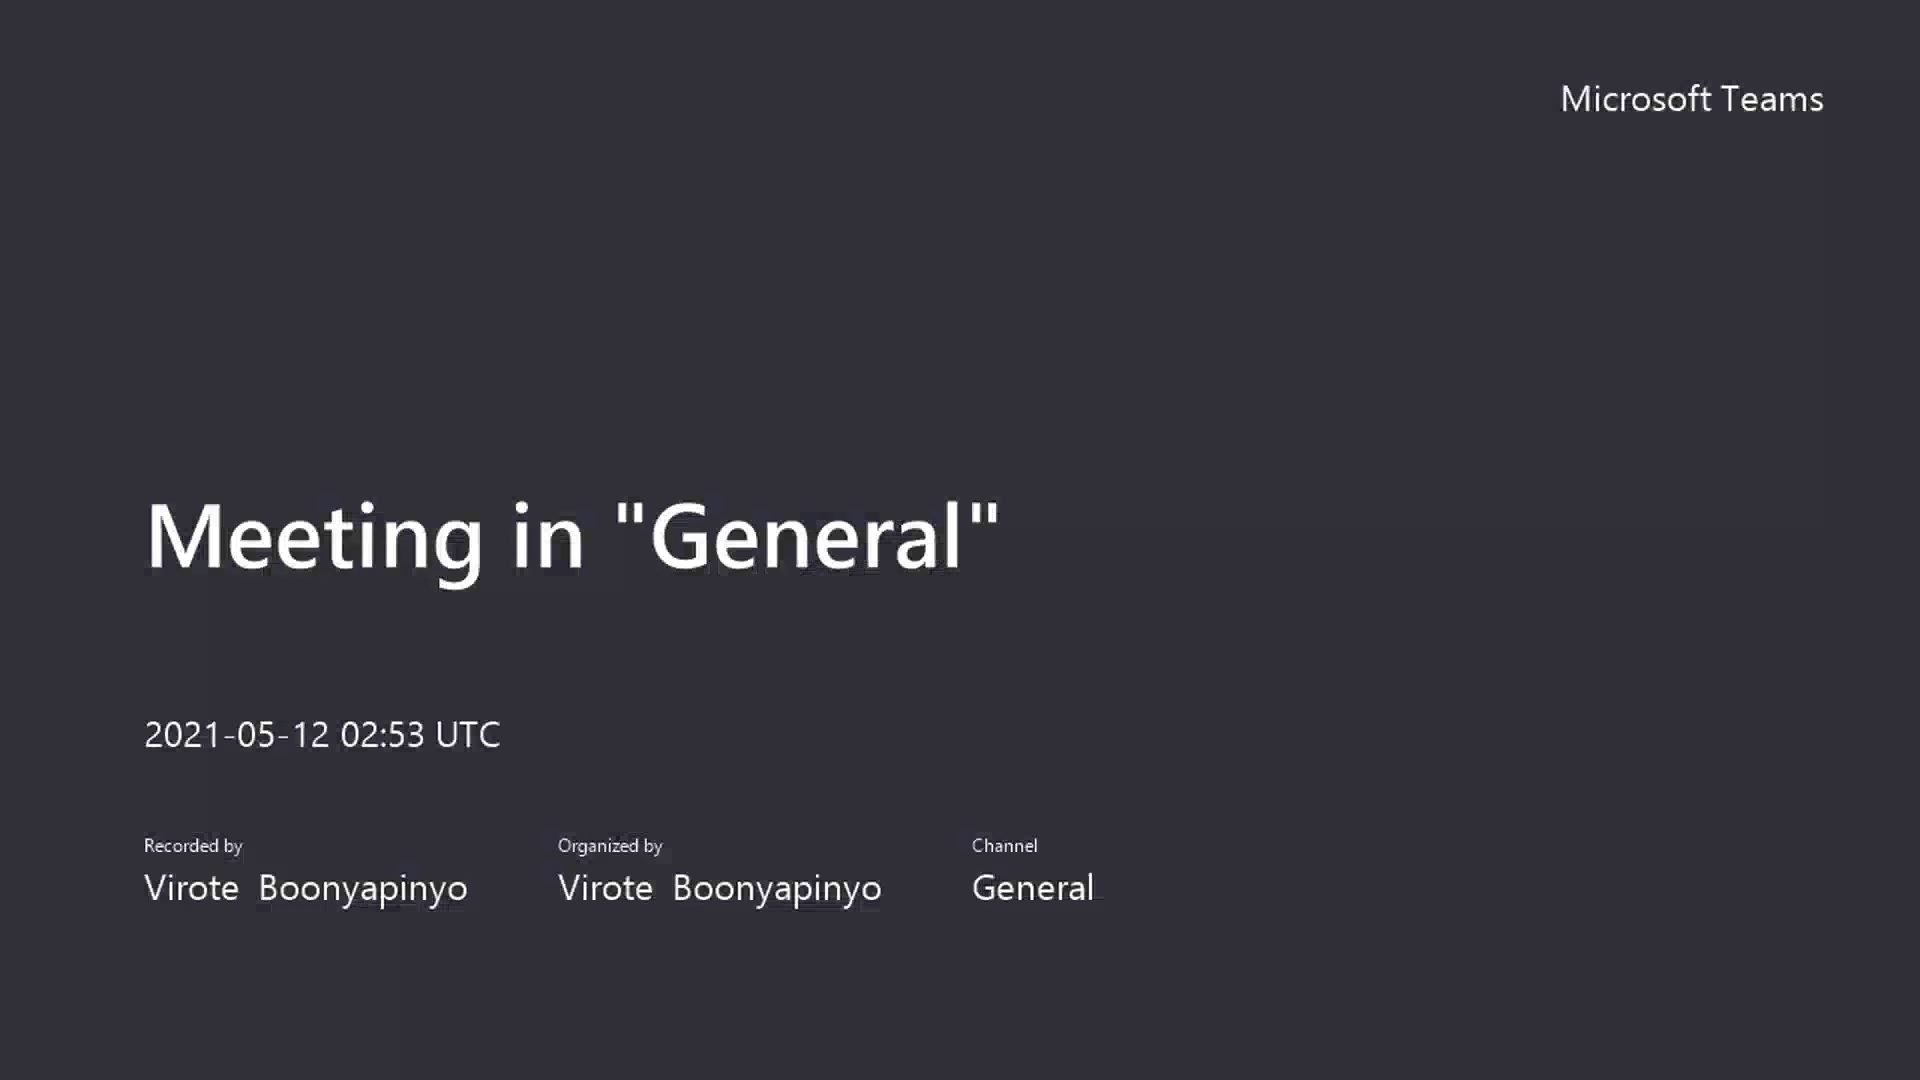 Microsoft Teams
Meeting in "General"
2021-05-12 02:53 UTC
Recorded by
Virote  Boonyapinyo
Organized by
Virote  Boonyapinyo
Channel
General